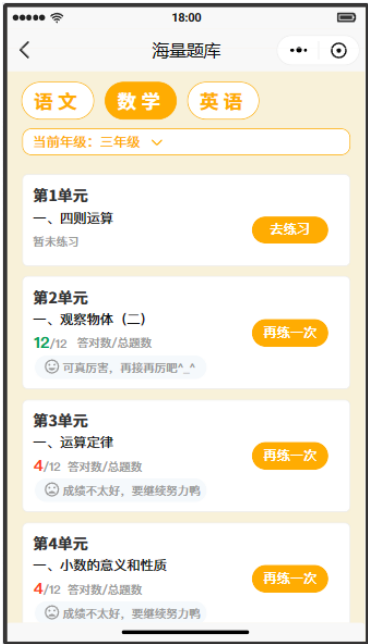 18:00
海量题库
语文 数学 英语
当前年级：三年级
第1单元
一、四则运算
去练习
暂未练习
第2单元
一、观察物体（二）
再练一次
12/12 答对数/总题数
可真厉害，再接再厉吧^_^
第3单元
一、运算定律
再练一次
4/12 答对数/总题数
成绩不太好，要继续努力鸭
第4单元
一、小数的意义和性质
再练一次
4/12 答对数/总题数
成绩不太好，要继续努力鸭